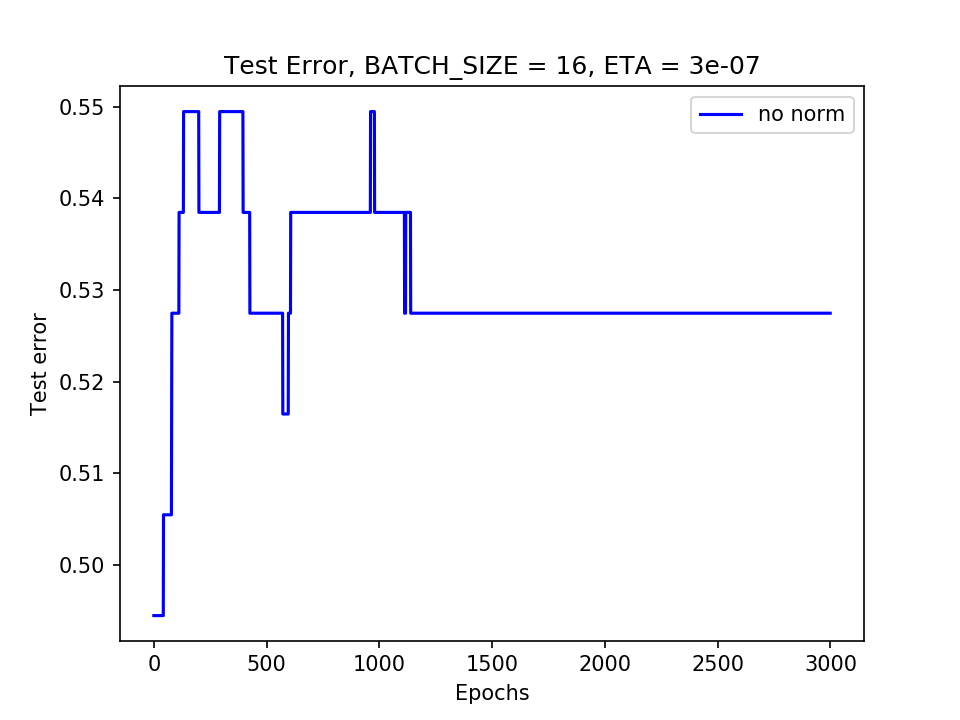 Test Error, BATCH_SIZE = 16, ETA = 3e-07
no norm
0.55
0.54
0.53
0.52
0.51
0.50
Test error
0 500 1000 1500 2000 2500 3000
Epochs